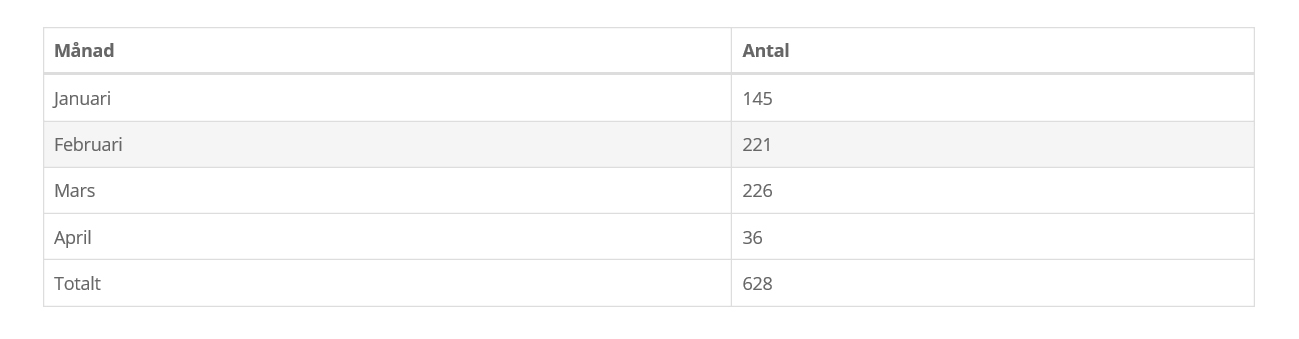 Månad Antal
Januari 145
Februari 221
Mars 226
April 36
Totalt 628